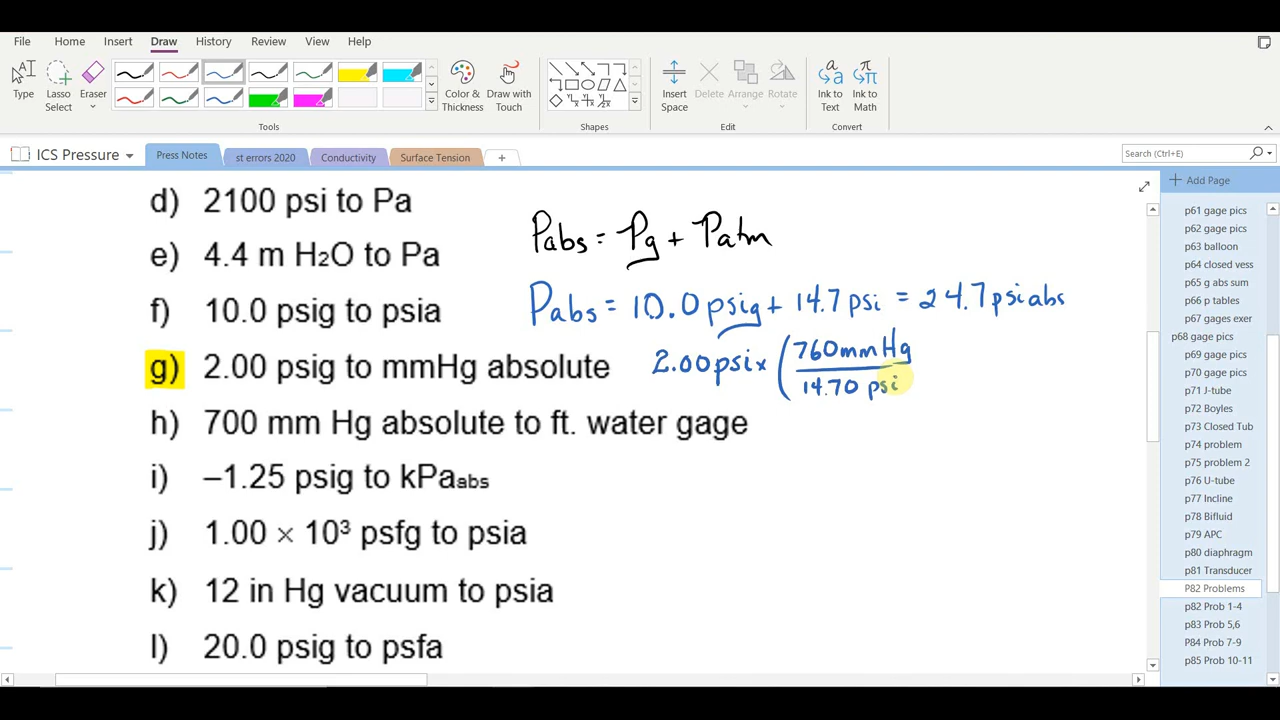 File Home Insert Draw History Review View Help
Type Lasso Select Eraser Color & Thickness Draw with Touch Insert Space Delete Arrange Rotate Ink to Text Ink to Math
Tools Shapes Edit Convert
ICS Pressure Press Notes st errors 2020 Conductivity Surface Tension + Search (Ctrl+E)
Add Page
d) 2100 psi to Pa
Pabs = Pg + Patm
e) 4.4 m H₂O to Pa
f) 10.0 psig to psia
Pabs = 10.0 psig + 14.7 psi = 24.7 psi abs
g) 2.00 psig to mmHg absolute
2.00 psi × ( 760 mm Hg
14.70 psi
h) 700 mm Hg absolute to ft. water gage
i) –1.25 psig to kPaabs
j) 1.00 × 10³ psfg to psia
k) 12 in Hg vacuum to psia
l) 20.0 psig to psfa
p61 gage pics
p62 gage pics
p63 balloon
p64 closed vess
p65 g abs sum
p66 p tables
p67 gages exer
p68 gage pics
p69 gage pics
p70 gage pics
p71 J-tube
p72 Boyles
p73 Closed Tub
p74 problem
p75 problem 2
p76 U-tube
p77 Incline
p78 Bifluid
p79 APC
p80 diaphragm
p81 Transducer
P82 Problems
p82 Prob 1-4
p83 Prob 5,6
P84 Prob 7-9
p85 Prob 10-11